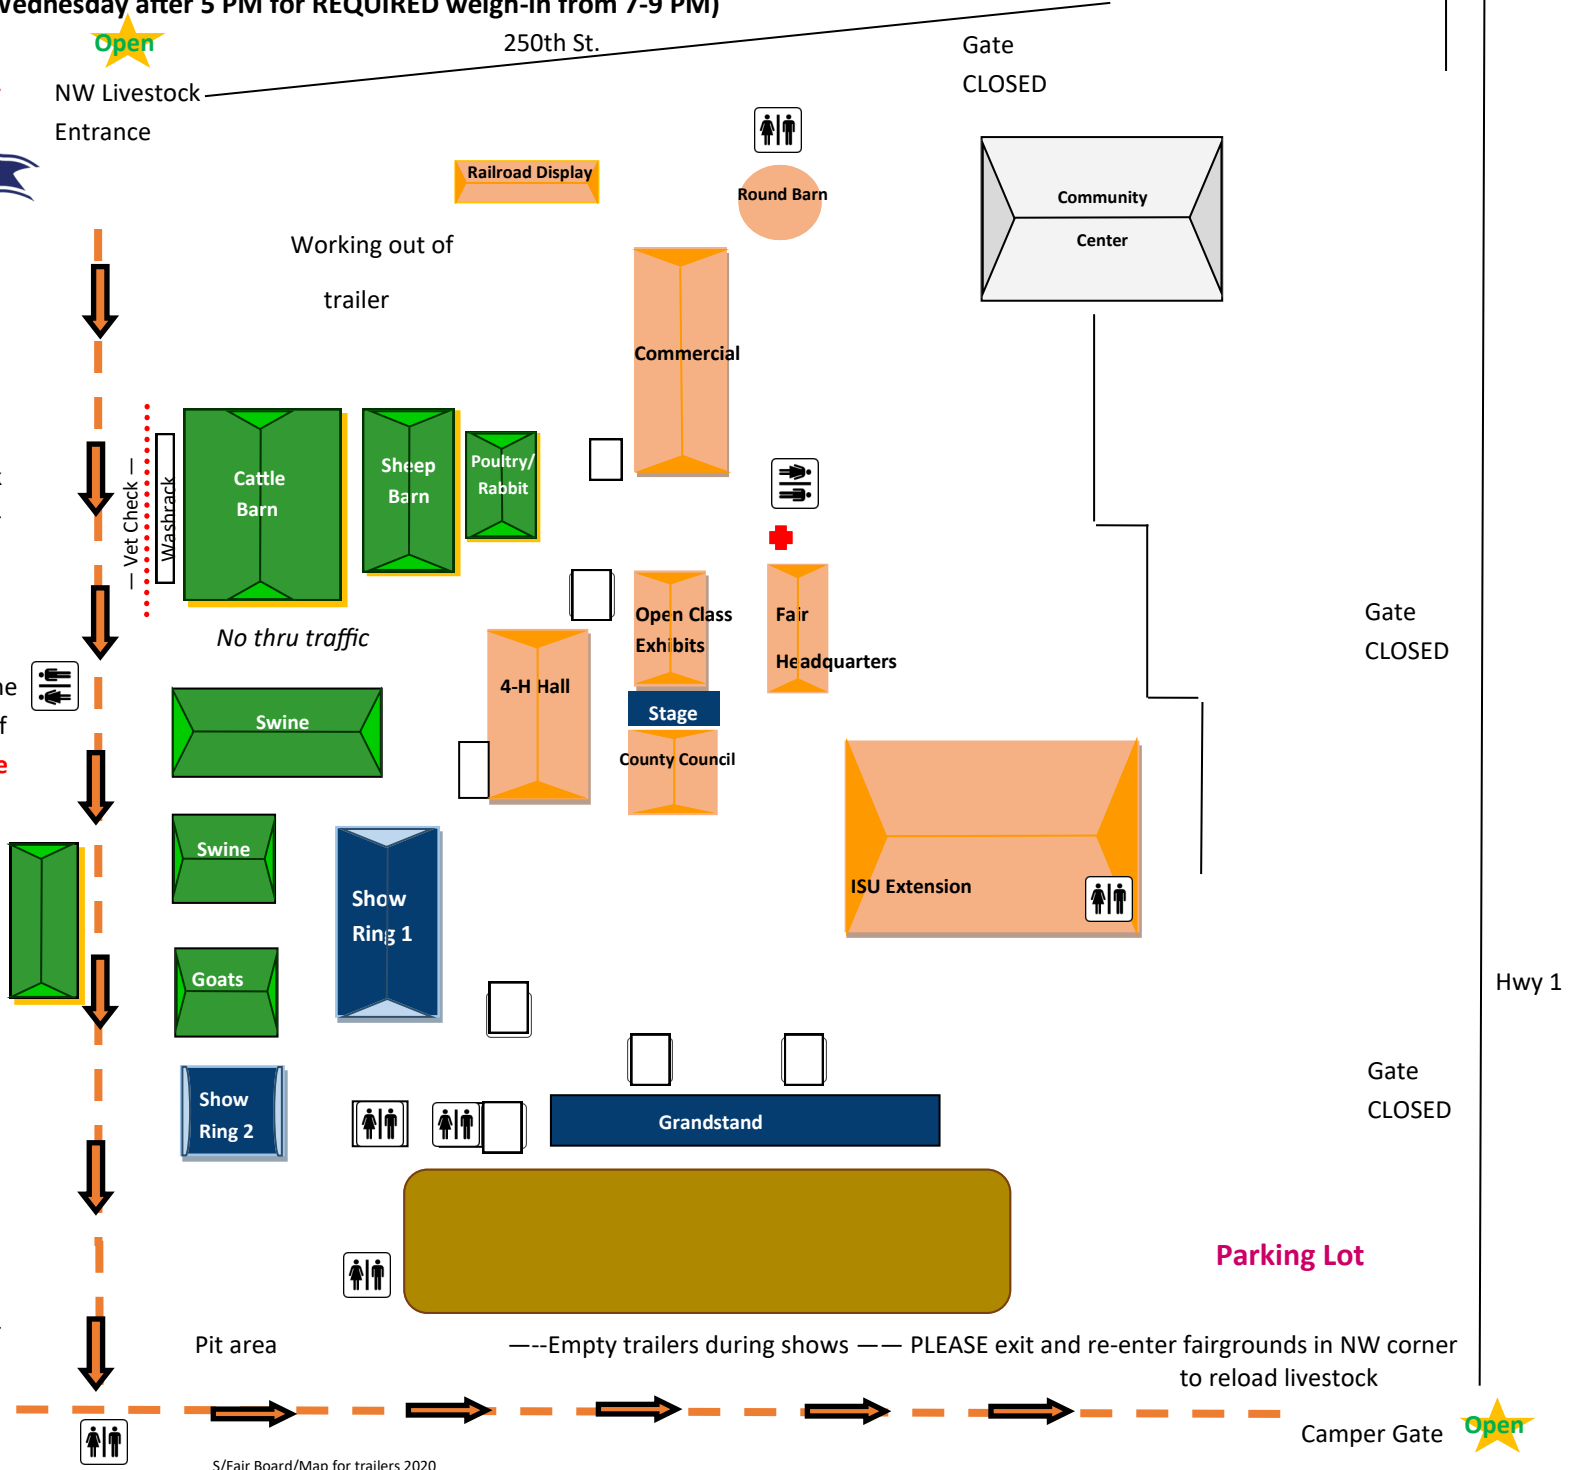 Wednesday after 5 PM for REQUIRED weigh-in from 7-9 PM)
Open
250th St.
Gate
CLOSED
NW Livestock
Entrance
Railroad Display
Round Barn
Community
Center
Working out of
trailer
Commercial
Cattle
Barn
Sheep
Barn
Poultry/
Rabbit
— Vet Check —
Washrack
No thru traffic
Open Class
Exhibits
Fair
Headquarters
Gate
CLOSED
4-H Hall
Stage
County Council
Swine
Swine
Show
Ring 1
ISU Extension
Goats
Hwy 1
Show
Ring 2
Grandstand
Gate
CLOSED
Parking Lot
Pit area
—--Empty trailers during shows —— PLEASE exit and re-enter fairgrounds in NW corner
to reload livestock
Camper Gate
Open
S/Fair Board/Map for trailers 2020